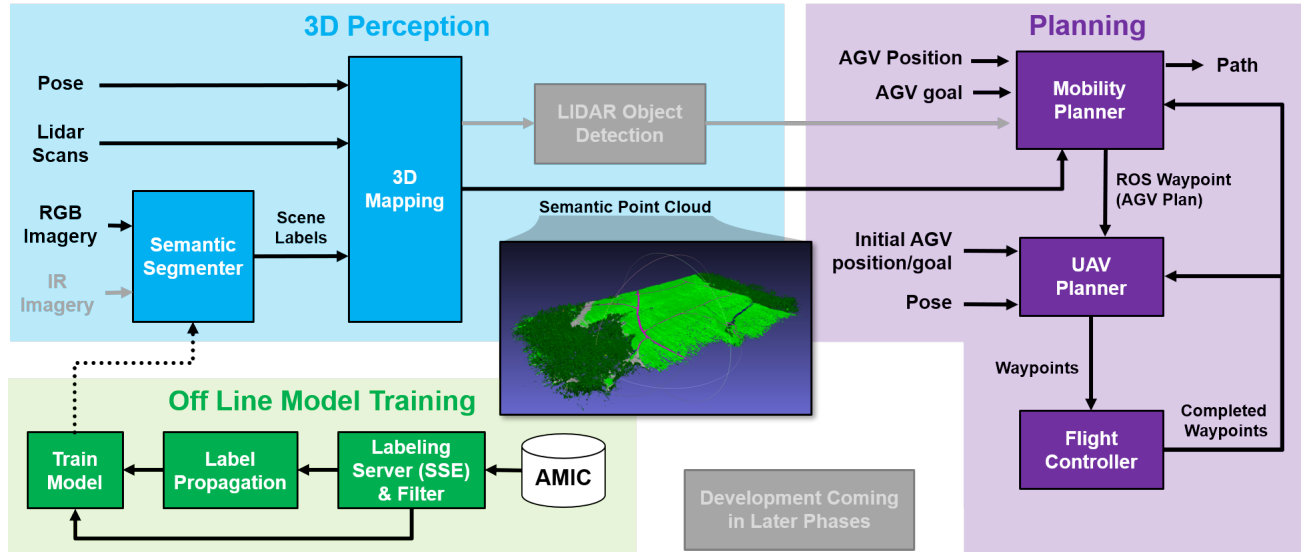 3D Perception
Pose
Lidar
Scans
RGB
Imagery
IR
Imagery
Semantic
Segmenter
Scene
Labels
3D
Mapping
LIDAR Object
Detection
Semantic Point Cloud
Planning
AGV Position
AGV goal
Mobility
Planner
Path
ROS Waypoint
(AGV Plan)
Initial AGV
position/goal
Pose
UAV
Planner
Waypoints
Flight
Controller
Completed
Waypoints
Off Line Model Training
Train
Model
Label
Propagation
Labeling
Server (SSE)
& Filter
AMIC
Development Coming
in Later Phases